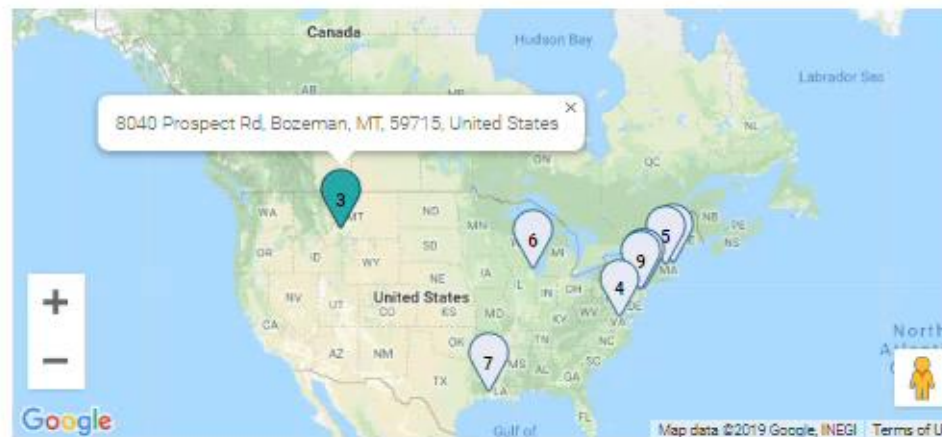 Canada
Hudson Bay
Labrador Sea
AB
NL
8040 Prospect Rd, Bozeman, MT, 59715, United States
×
ON
QC
3
MT
WA
ND
MN
6
MI
5
NB
PE
NS
OR
ID
SD
WY
9
MA
NE
IA
4
IL
IN
OH
DE
+
NV
UT
CO
United States
KS
MO
WV
VA
KY
CA
OK
TN
NC
AZ
NM
7
MS
AL
SC
GA
−
TX
LA
FL
North
Google
Gulf of
Map data ©2019 Google, INEGI
Terms of U